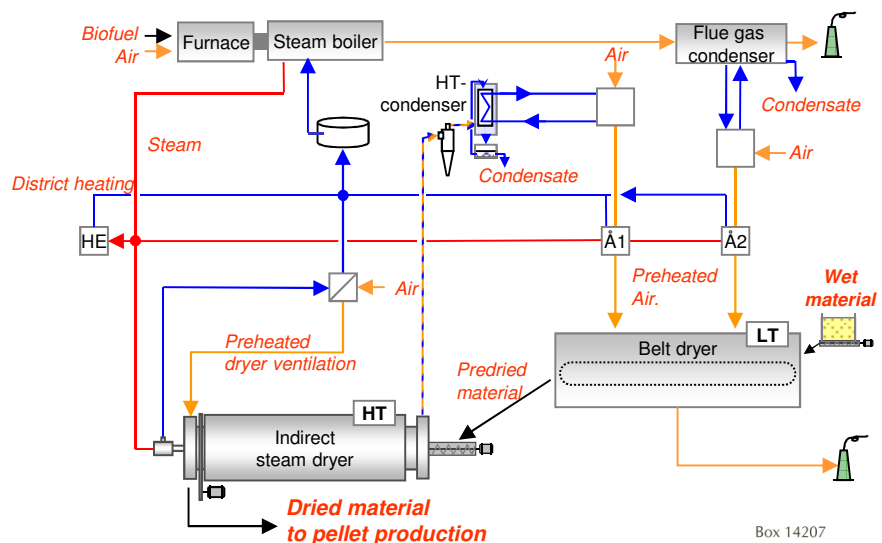 Biofuel
Air
Furnace
Steam boiler
Flue gas
condenser
Air
HT-
condenser
Condensate
Steam
Air
Condensate
District heating
HE
Å1
Å2
Air
Preheated
Air.
Wet
material
LT
Belt dryer
Preheated
dryer ventilation
Predried
material
HT
Indirect
steam dryer
Dried material
to pellet production
Box 14207